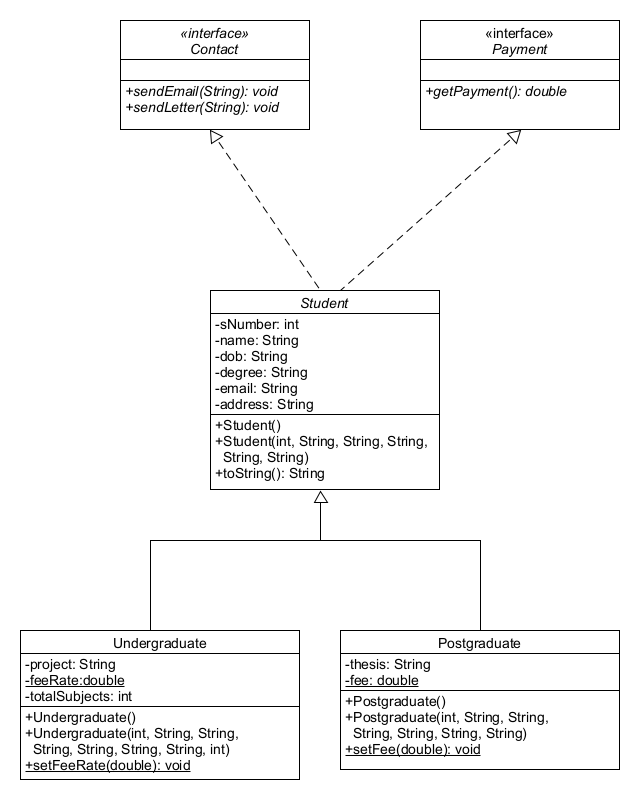 «interface»
Contact
+sendEmail(String): void
+sendLetter(String): void
«interface»
Payment
+getPayment(): double
Student
-sNumber: int
-name: String
-dob: String
-degree: String
-email: String
-address: String
+Student()
+Student(int, String, String, String,
String, String)
+toString(): String
Undergraduate
-project: String
-feeRate:double
-totalSubjects: int
+Undergraduate()
+Undergraduate(int, String, String,
String, String, String, String, int)
+setFeeRate(double): void
Postgraduate
-thesis: String
-fee: double
+Postgraduate()
+Postgraduate(int, String, String,
String, String, String, String)
+setFee(double): void